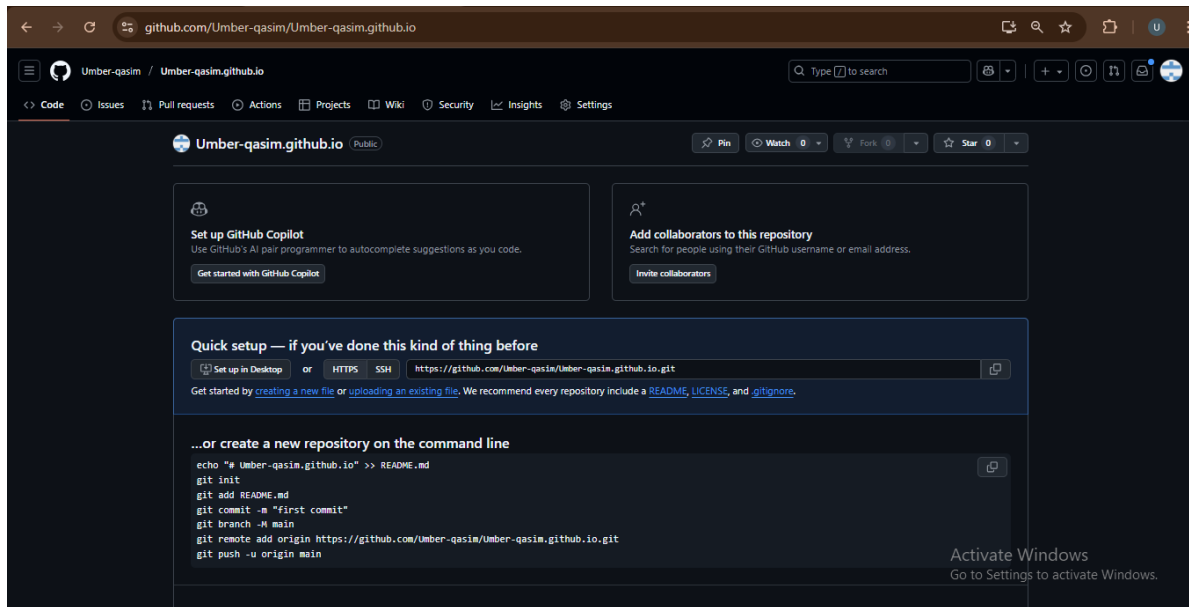 github.com/Umber-qasim/Umber-qasim.github.io
U
Umber-qasim / Umber-qasim.github.io
Type / to search
Code Issues Pull requests Actions Projects Wiki Security Insights Settings
Umber-qasim.github.io Public
Pin Watch 0 Fork 0 Star 0
Set up GitHub Copilot
Use GitHub's AI pair programmer to autocomplete suggestions as you code.
Get started with GitHub Copilot
Add collaborators to this repository
Search for people using their GitHub username or email address.
Invite collaborators
Quick setup — if you've done this kind of thing before
Set up in Desktop or HTTPS SSH https://github.com/Umber-qasim/Umber-qasim.github.io.git
Get started by creating a new file or uploading an existing file. We recommend every repository include a README, LICENSE, and .gitignore.
...or create a new repository on the command line
echo "# Umber-qasim.github.io" >> README.md
git init
git add README.md
git commit -m "first commit"
git branch -M main
git remote add origin https://github.com/Umber-qasim/Umber-qasim.github.io.git
git push -u origin main
Activate Windows
Go to Settings to activate Windows.